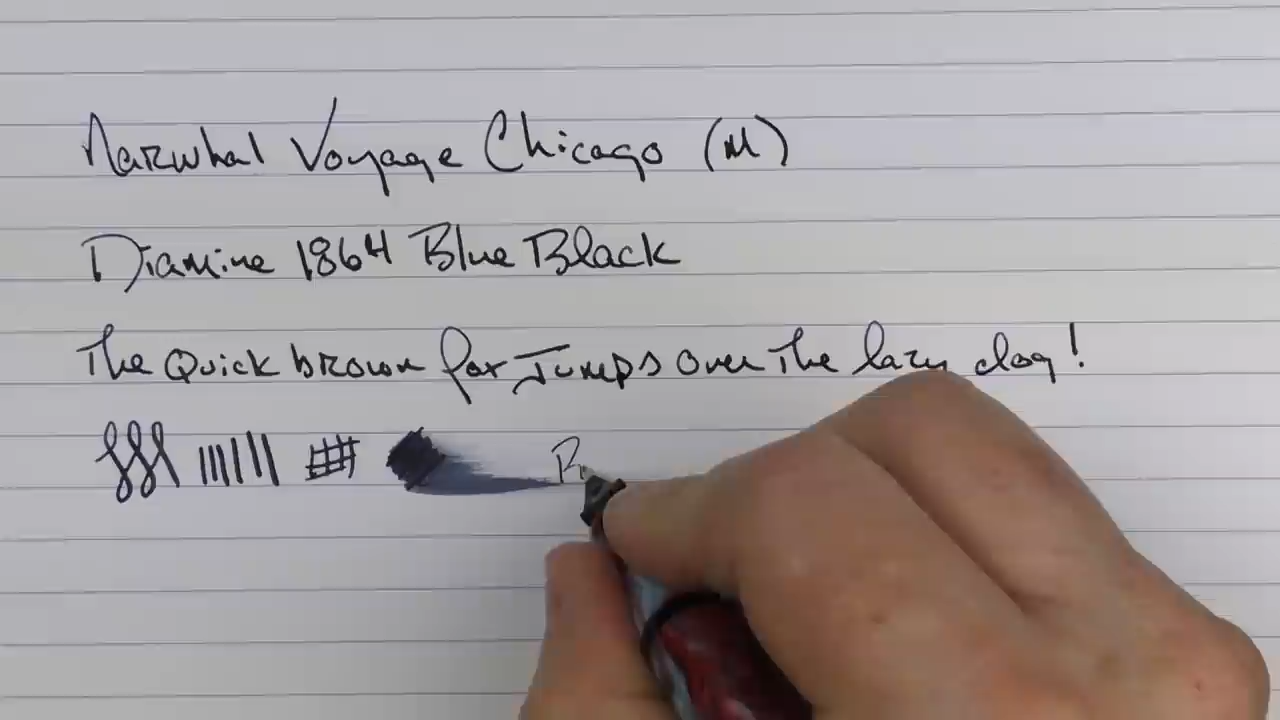 Narwhal Voyage Chicago (M)
Diamine 1864 Blue Black
The Quick brown fox Jumps over The lazy dog!